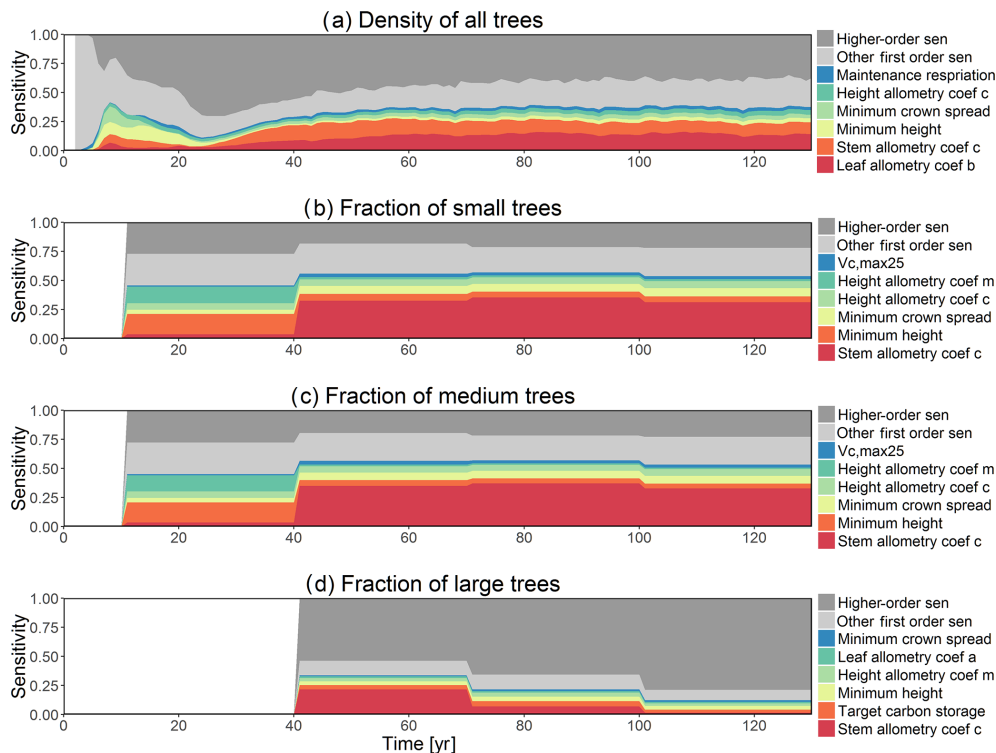 (a) Density of all trees
Sensitivity
1.00
0.75
0.50
0.25
0.00
0
20
40
60
80
100
120
Higher-order sen
Other first order sen
Maintenance respriation
Height allometry coef c
Minimum crown spread
Minimum height
Stem allometry coef c
Leaf allometry coef b
(b) Fraction of small trees
Sensitivity
1.00
0.75
0.50
0.25
0.00
0
20
40
60
80
100
120
Higher-order sen
Other first order sen
Vc,max25
Height allometry coef m
Height allometry coef c
Minimum crown spread
Minimum height
Stem allometry coef c
(c) Fraction of medium trees
Sensitivity
1.00
0.75
0.50
0.25
0.00
0
20
40
60
80
100
120
Higher-order sen
Other first order sen
Vc,max25
Height allometry coef m
Height allometry coef c
Minimum crown spread
Minimum height
Stem allometry coef c
(d) Fraction of large trees
Sensitivity
1.00
0.75
0.50
0.25
0.00
0
20
40
60
80
100
120
Time [yr]
Higher-order sen
Other first order sen
Minimum crown spread
Leaf allometry coef a
Height allometry coef m
Minimum height
Target carbon storage
Stem allometry coef c